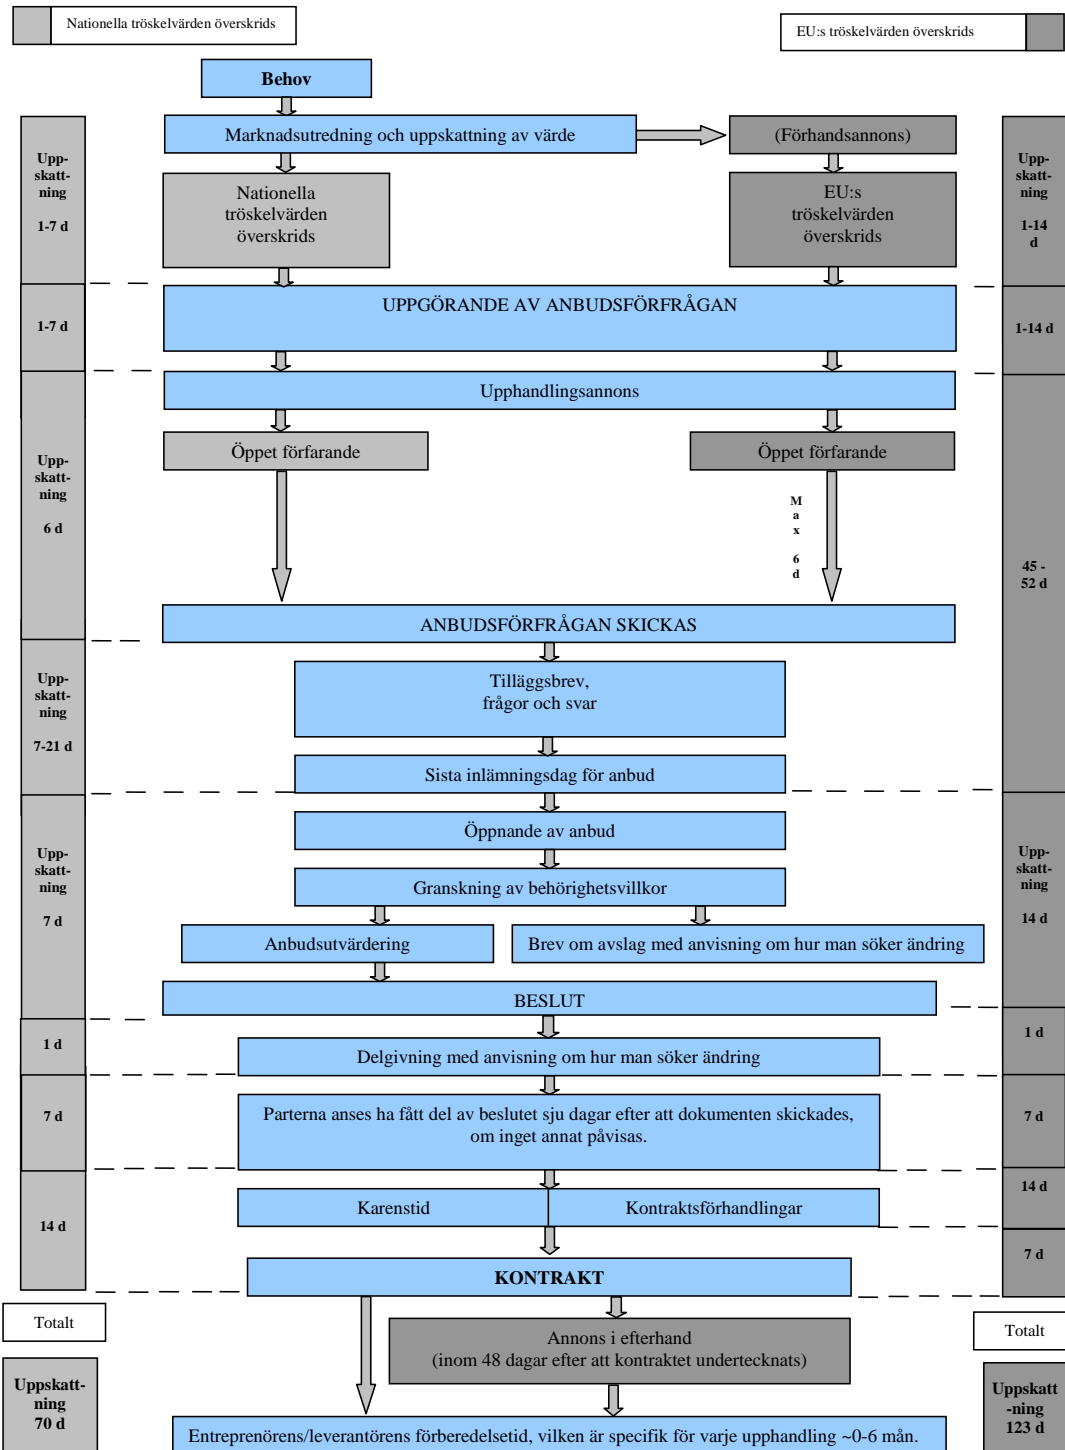 Nationella tröskelvärden överskrids
EU:s tröskelvärden överskrids
Behov
Marknadsutredning och uppskattning av värde
(Förhandsannons)
Upp-
skatt-
ning
1-7 d
Nationella
tröskelvärden
överskrids
EU:s
tröskelvärden
överskrids
Upp-
skatt-
ning
1-14
d
1-7 d
UPPGÖRANDE AV ANBUDSFÖRFRÅGAN
1-14 d
Upphandlingsannons
Upp-
skatt-
ning
6 d
Öppet förfarande
Öppet förfarande
M
a
x
6
d
45 -
52 d
ANBUDSFÖRFRÅGAN SKICKAS
Upp-
skatt-
ning
7-21 d
Tilläggsbrev,
frågor och svar
Sista inlämningsdag för anbud
Öppnande av anbud
Upp-
skatt-
ning
7 d
Granskning av behörighetsvillkor
Upp-
skatt-
ning
14 d
Anbudsutvärdering
Brev om avslag med anvisning om hur man söker ändring
BESLUT
1 d
Delgivning med anvisning om hur man söker ändring
1 d
7 d
Parterna anses ha fått del av beslutet sju dagar efter att dokumenten skickades,
om inget annat påvisas.
7 d
14 d
Karenstid
Kontraktsförhandlingar
14 d
7 d
KONTRAKT
Totalt
Annons i efterhand
(inom 48 dagar efter att kontraktet undertecknats)
Totalt
Uppskatt-
ning
70 d
Entreprenörens/leverantörens förberedelsetid, vilken är specifik för varje upphandling ~0-6 mån.
Uppskatt
-ning
123 d